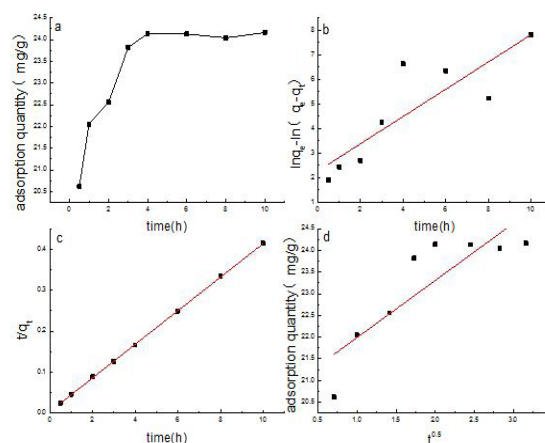 a
adsorption quantity( mg/g)
24.5
24.0
23.5
23.0
22.5
22.0
21.5
21.0
20.5
0 2 4 6 8 10
time(h)
b
lnqe-ln( qe-qt)
8
7
6
5
4
3
2
1
0 2 4 6 8 10
time(h)
c
t/qt
0.4
0.3
0.2
0.1
0.0
0 2 4 6 8 10
time(h)
d
adsorption quantity( mg/g)
24.5
24.0
23.5
23.0
22.5
22.0
21.5
21.0
20.5
1.0 1.5 2.0 2.5 3.0
t0.5